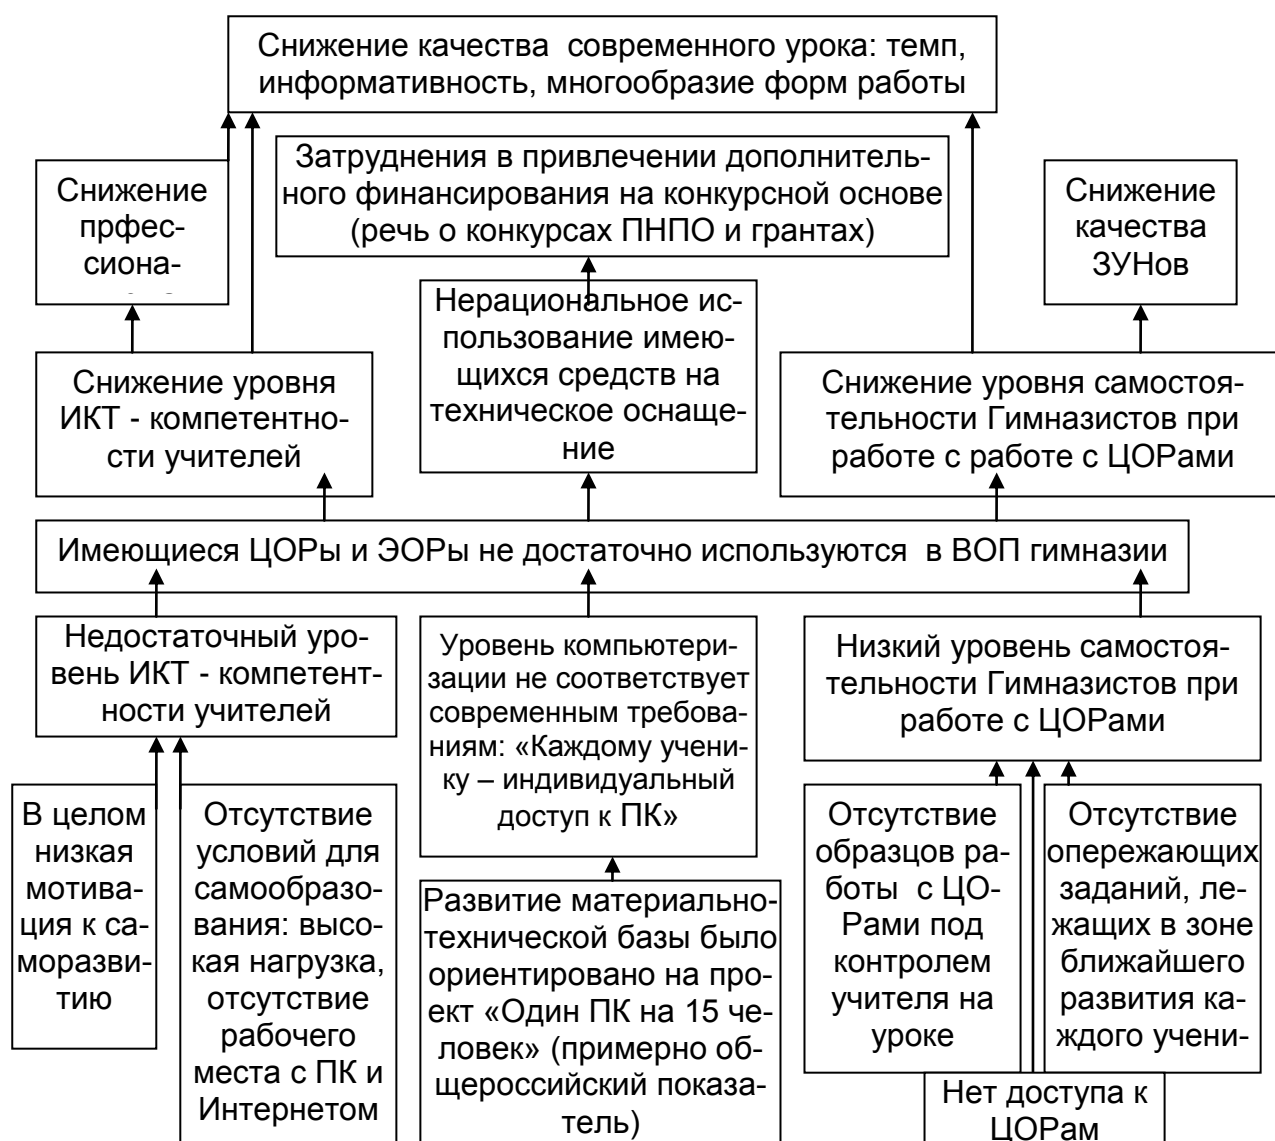 Снижение качества современного урока: темп,
информативность, многообразие форм работы
Снижение
прфес-
сиона-
Затруднения в привлечении дополнитель-
ного финансирования на конкурсной основе
(речь о конкурсах ПНПО и грантах)
Снижение
качества
ЗУНов
Снижение уровня
ИКТ - компетентно-
сти учителей
Нерациональное ис-
пользование имею-
щихся средств на
техническое оснаще-
ние
Снижение уровня самостоя-
тельности Гимназистов при
работе с работе с ЦОРами
Имеющиеся ЦОРы и ЭОРы не достаточно используются в ВОП гимназии
Недостаточный уро-
вень ИКТ - компетент-
ности учителей
Уровень компьютери-
зации не соответствует
современным требова-
ниям: «Каждому учени-
ку – индивидуальный
доступ к ПК»
Низкий уровень самостоя-
тельности Гимназистов при
работе с ЦОРами
В целом
низкая
мотива-
ция к са-
моразви-
тию
Отсутствие
условий для
самообразо-
вания: высо-
кая нагрузка,
отсутствие
рабочего
места с ПК и
Интернетом
Развитие материально-
технической базы было
ориентировано на про-
ект «Один ПК на 15 че-
ловек» (примерно об-
щероссийский показа-
тель)
Отсутствие
образцов ра-
боты с ЦО-
Рами под
контролем
учителя на
уроке
Отсутствие
опережающих
заданий, ле-
жащих в зоне
ближайшего
развития ка-
ждого учени-
Нет доступа к
ЦОРам